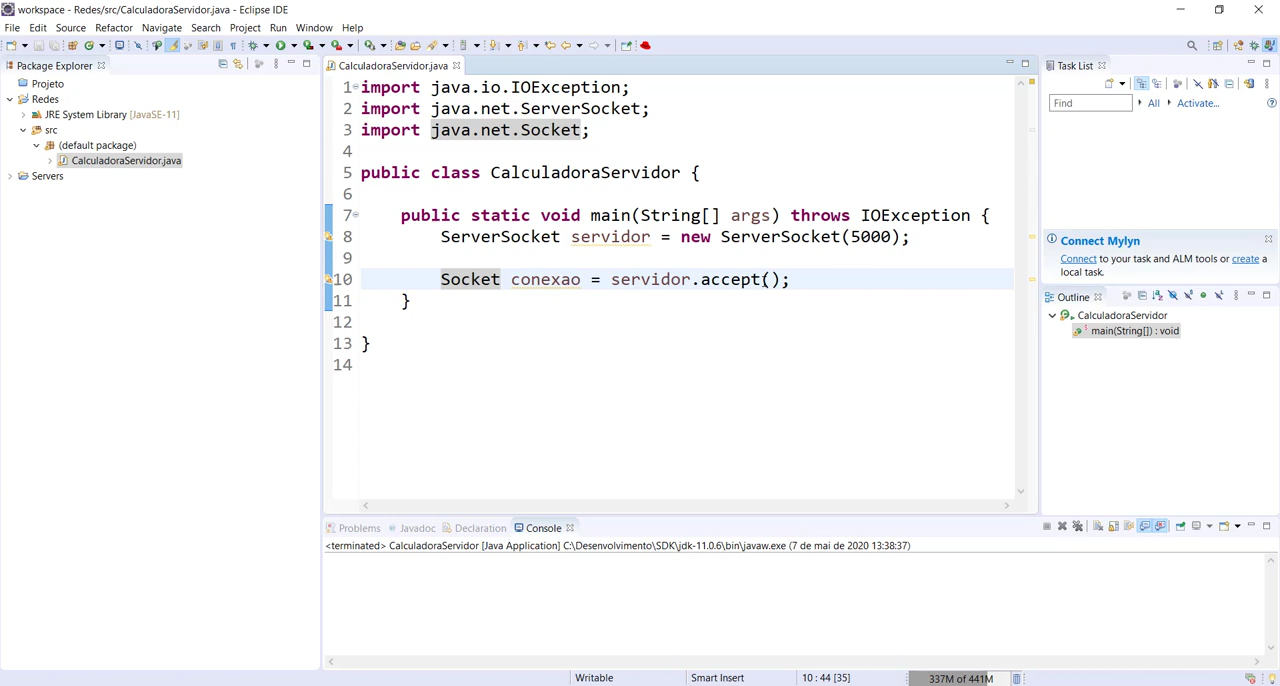 workspace - Redes/src/CalculadoraServidor.java - Eclipse IDE
File Edit Source Refactor Navigate Search Project Run Window Help
Package Explorer
Projeto
Redes
JRE System Library [JavaSE-11]
src
(default package)
CalculadoraServidor.java
Servers
CalculadoraServidor.java
1 import java.io.IOException;
2 import java.net.ServerSocket;
3 import java.net.Socket;
4
5 public class CalculadoraServidor {
6
7 public static void main(String[] args) throws IOException {
8 ServerSocket servidor = new ServerSocket(5000);
9
10 Socket conexao = servidor.accept();
11 }
12
13 }
14
Task List
Find All Activate...
Connect Mylyn
Connect to your task and ALM tools or create a
local task.
Outline
CalculadoraServidor
main(String[]) : void
Problems Javadoc Declaration Console
<terminated> CalculadoraServidor [Java Application] C:\Desenvolvimento\SDK\jdk-11.0.6\bin\javaw.exe (7 de mai de 2020 13:38:37)
Writable Smart Insert 10 : 44 [35] 337M of 441M